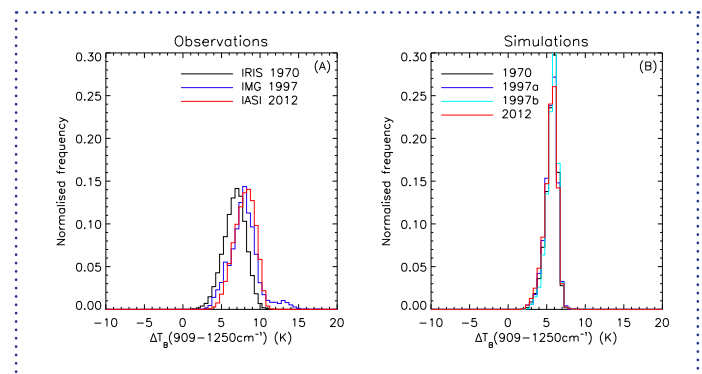 Observations
(A)
IRIS 1970
IMG 1997
IASI 2012
Normalised frequency
0.30
0.25
0.20
0.15
0.10
0.05
0.00
−10 −5 0 5 10 15 20
ΔT_B(909−1250cm⁻¹) (K)
Simulations
(B)
1970
1997a
1997b
2012
Normalised frequency
0.30
0.25
0.20
0.15
0.10
0.05
0.00
−10 −5 0 5 10 15 20
ΔT_B(909−1250cm⁻¹) (K)